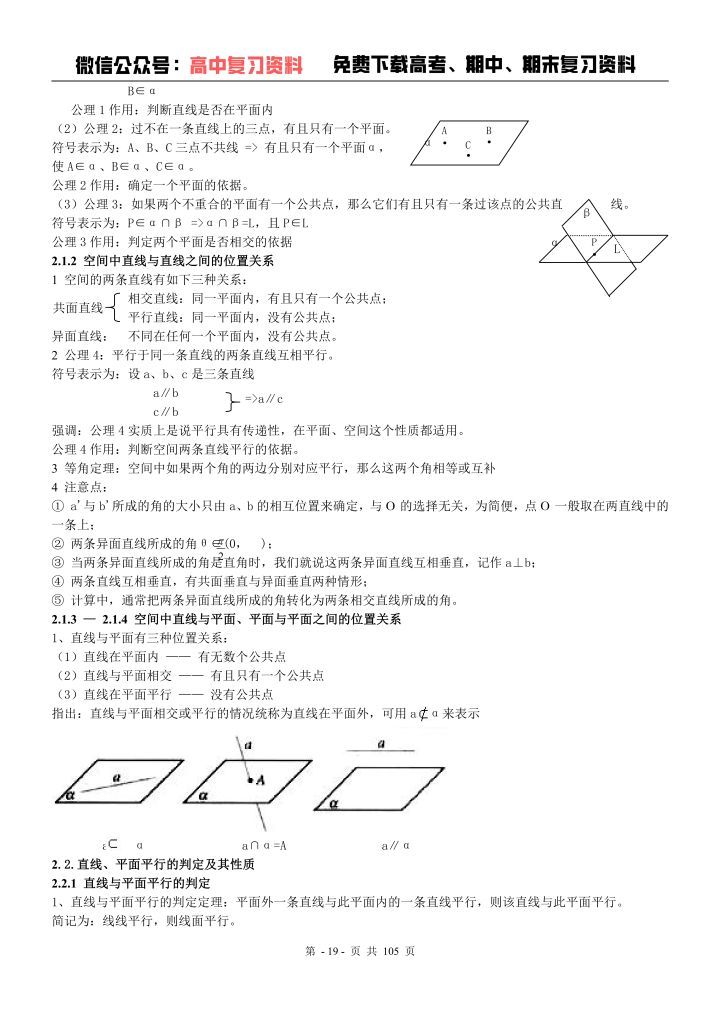 微信公众号：高中复习资料 免费下载高考、期中、期末复习资料
B∈α
公理1作用：判断直线是否在平面内
（2）公理2：过不在一条直线上的三点，有且只有一个平面。
符号表示为：A、B、C三点不共线 => 有且只有一个平面α，
使A∈α、B∈α、C∈α。
A B
α C
公理2作用：确定一个平面的依据。
（3）公理3：如果两个不重合的平面有一个公共点，那么它们有且只有一条过该点的公共直 线。
符号表示为：P∈α∩β =>α∩β=L，且P∈L
公理3作用：判定两个平面是否相交的依据
β
α P L
2.1.2 空间中直线与直线之间的位置关系
1 空间的两条直线有如下三种关系：
相交直线：同一平面内，有且只有一个公共点；
共面直线
平行直线：同一平面内，没有公共点；
异面直线： 不同在任何一个平面内，没有公共点。
2 公理4：平行于同一条直线的两条直线互相平行。
符号表示为：设a、b、c是三条直线
a∥b
=>a∥c
c∥b
强调：公理4实质上是说平行具有传递性，在平面、空间这个性质都适用。
公理4作用：判断空间两条直线平行的依据。
3 等角定理：空间中如果两个角的两边分别对应平行，那么这两个角相等或互补
4 注意点：
① a'与b'所成的角的大小只由a、b的相互位置来确定，与O的选择无关，为简便，点O一般取在两直线中的
一条上；
② 两条异面直线所成的角θ∈(0， )；
2
③ 当两条异面直线所成的角是直角时，我们就说这两条异面直线互相垂直，记作a⊥b；
④ 两条直线互相垂直，有共面垂直与异面垂直两种情形；
⑤ 计算中，通常把两条异面直线所成的角转化为两条相交直线所成的角。
2.1.3 — 2.1.4 空间中直线与平面、平面与平面之间的位置关系
1、直线与平面有三种位置关系：
（1）直线在平面内 —— 有无数个公共点
（2）直线与平面相交 —— 有且只有一个公共点
（3）直线在平面平行 —— 没有公共点
指出：直线与平面相交或平行的情况统称为直线在平面外，可用a⊄α来表示
a a a
A
α α α
⊂ α a∩α=A a∥α
2.2.直线、平面平行的判定及其性质
2.2.1 直线与平面平行的判定
1、直线与平面平行的判定定理：平面外一条直线与此平面内的一条直线平行，则该直线与此平面平行。
简记为：线线平行，则线面平行。
第 - 19 - 页 共 105 页